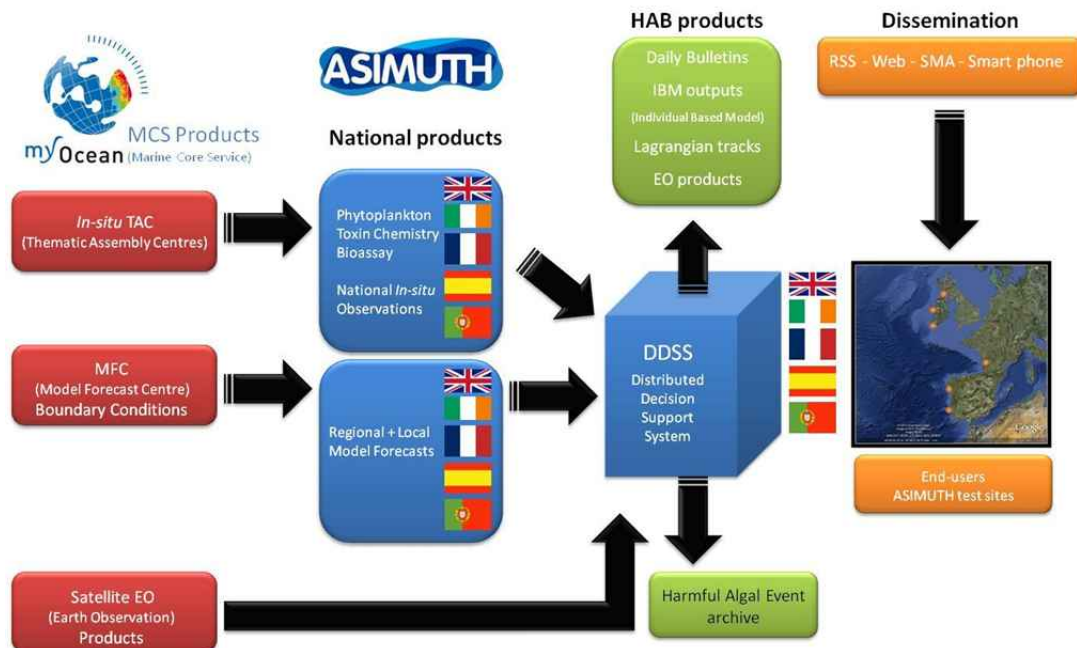 my Ocean
MCS Products
(Marine Core Service)
ASIMUTH
National products
HAB products
Dissemination
Daily Bulletins
IBM outputs
(Individual Based Model)
Lagrangian tracks
EO products
RSS - Web - SMA - Smart phone
In-situ TAC
(Thematic Assembly Centres)
Phytoplankton
Toxin Chemistry
Bioassay
National In-situ
Observations
MFC
(Model Forecast Centre)
Boundary Conditions
Regional + Local
Model Forecasts
DDSS
Distributed
Decision
Support
System
Google
End-users
ASIMUTH test sites
Satellite EO
(Earth Observation)
Products
Harmful Algal Event
archive